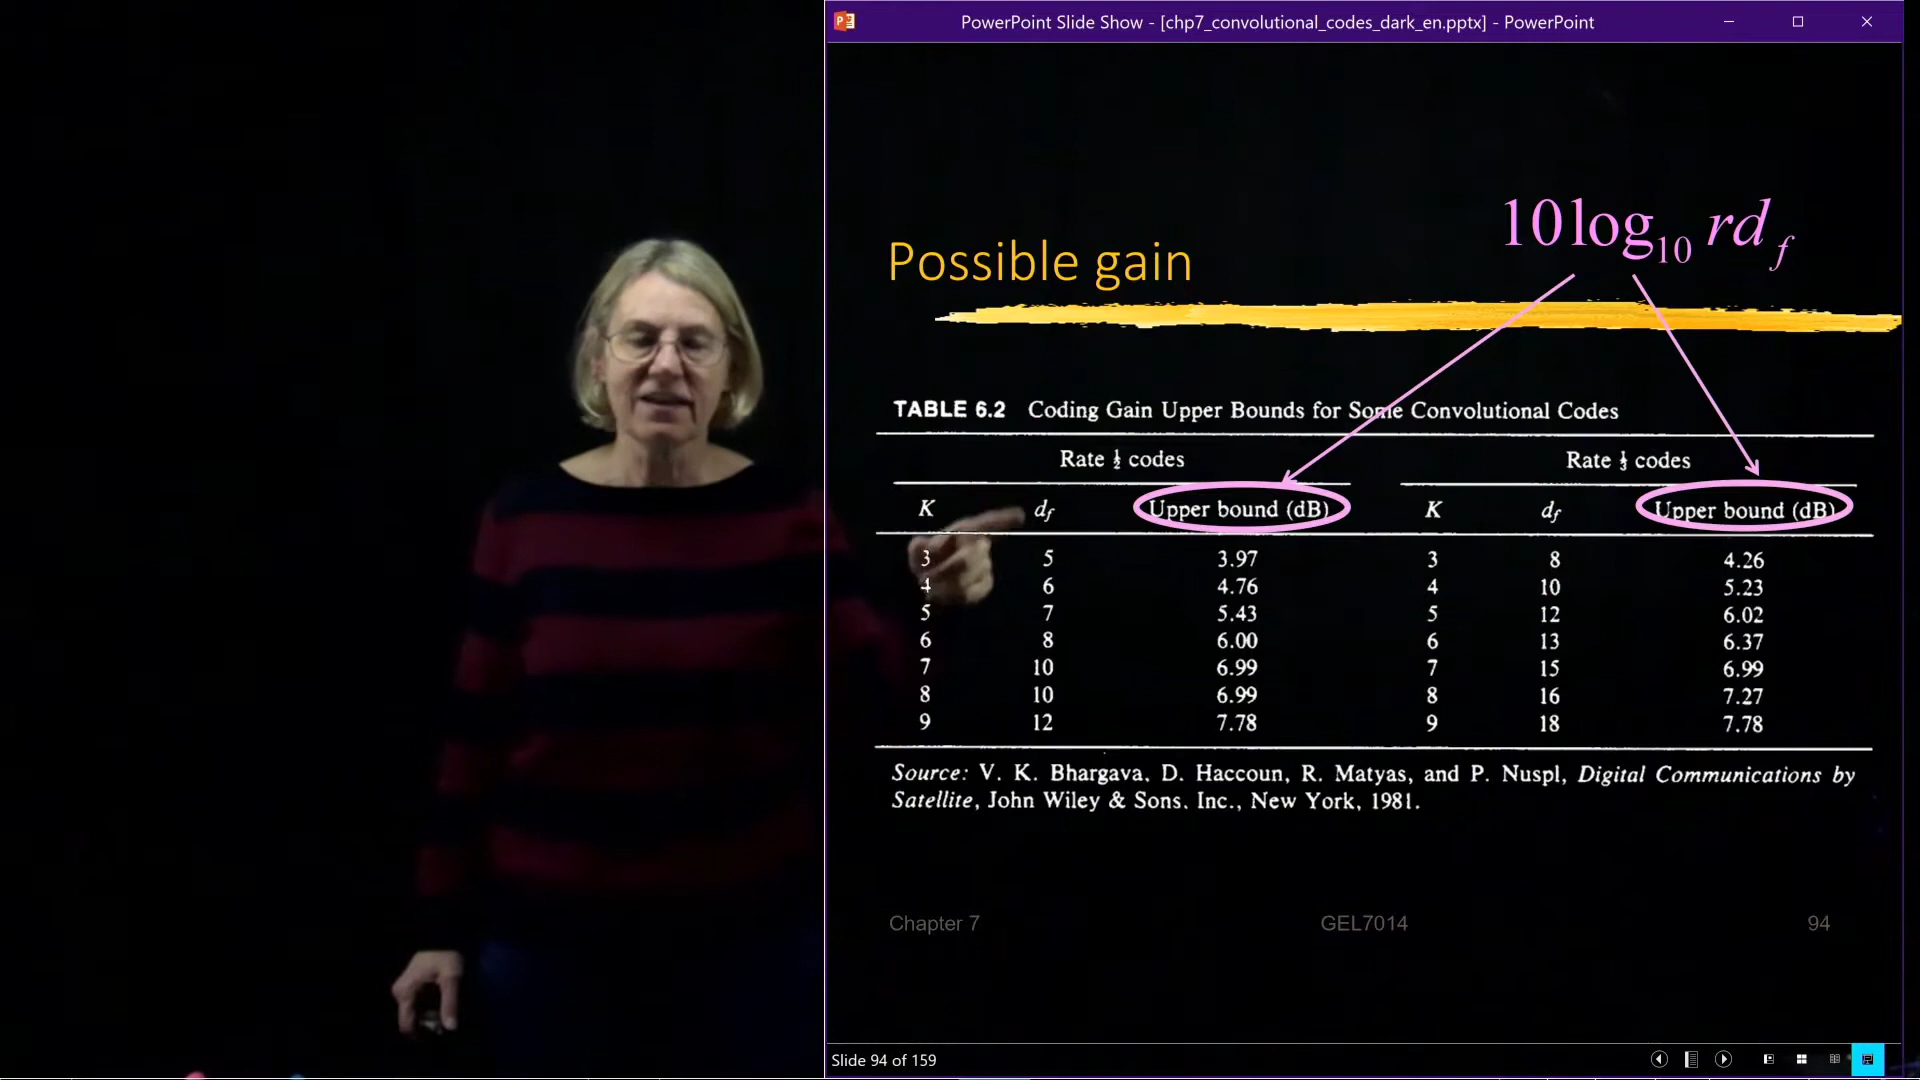 PowerPoint Slide Show - [chp7_convolutional_codes_dark_en.pptx] - PowerPoint
10 log₁₀ rd_f
Possible gain
TABLE 6.2 Coding Gain Upper Bounds for Some Convolutional Codes
Rate ½ codes Rate ⅓ codes
K d_f Upper bound (dB) K d_f Upper bound (dB)
3 5 3.97 3 8 4.26
4 6 4.76 4 10 5.23
5 7 5.43 5 12 6.02
6 8 6.00 6 13 6.37
7 10 6.99 7 15 6.99
8 10 6.99 8 16 7.27
9 12 7.78 9 18 7.78
Source: V. K. Bhargava, D. Haccoun, R. Matyas, and P. Nuspl, Digital Communications by
Satellite, John Wiley & Sons. Inc., New York, 1981.
Chapter 7 GEL7014 94
Slide 94 of 159